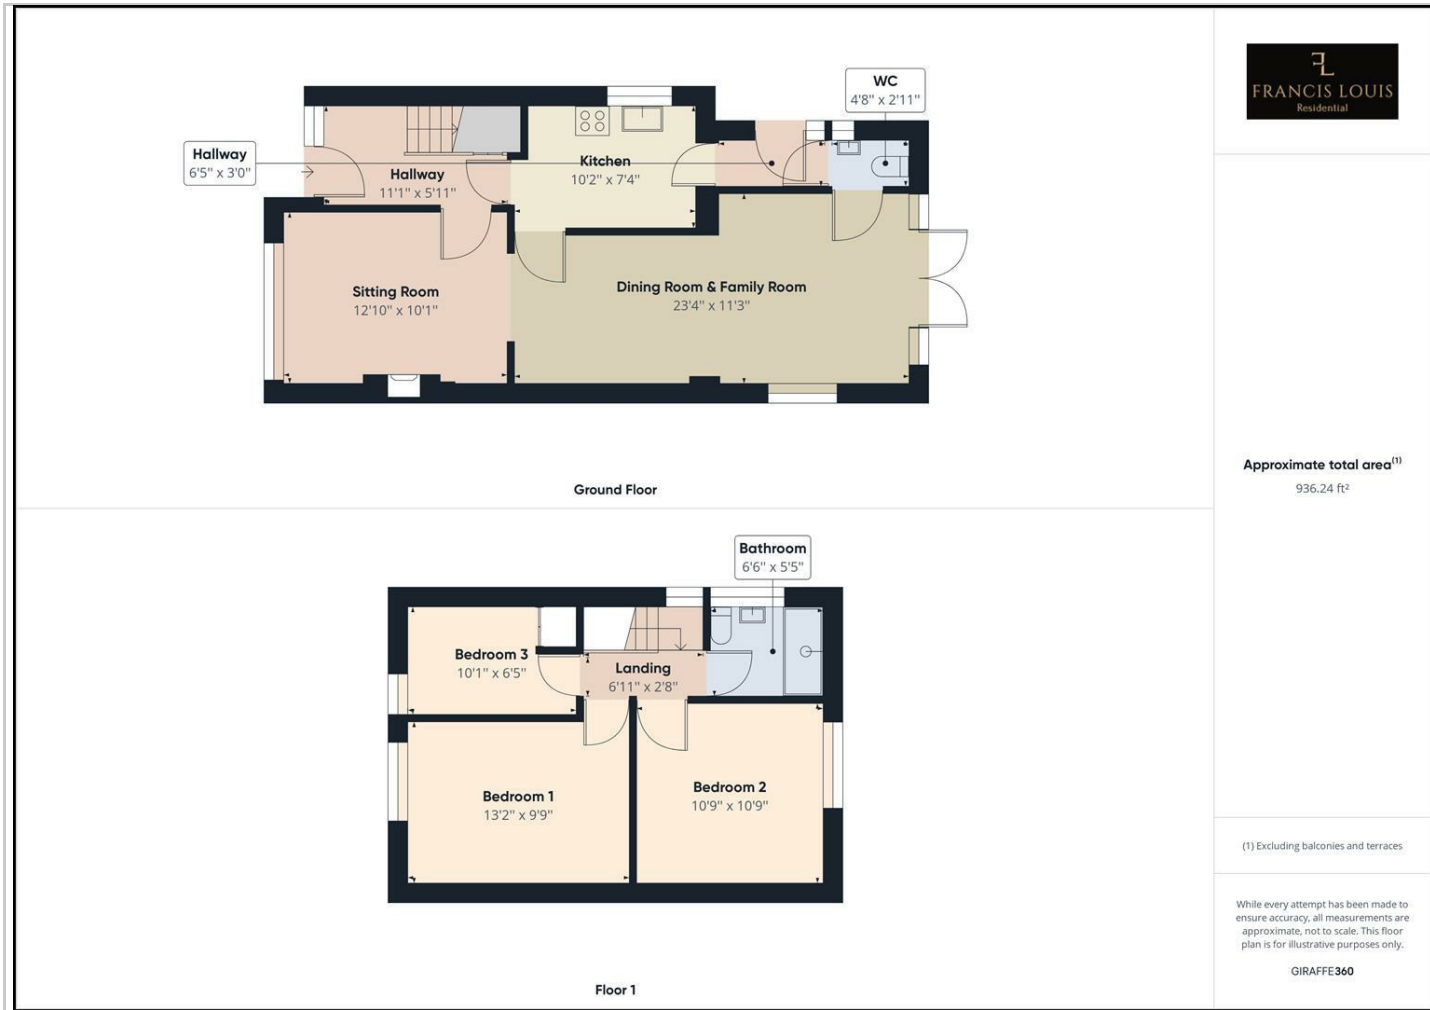 WC
4'8" x 2'11"
Hallway
6'5" x 3'0"
Kitchen
10'2" x 7'4"
Hallway
11'1" x 5'11"
Sitting Room
12'10" x 10'1"
Dining Room & Family Room
23'4" x 11'3"
Ground Floor
Bathroom
6'6" x 5'5"
Bedroom 3
10'1" x 6'5"
Landing
6'11" x 2'8"
Bedroom 1
13'2" x 9'9"
Bedroom 2
10'9" x 10'9"
Floor 1
FL
FRANCIS LOUIS
Residential
Approximate total area(1)
936.24 ft²
(1) Excluding balconies and terraces
While every attempt has been made to
ensure accuracy, all measurements are
approximate, not to scale. This floor
plan is for illustrative purposes only.
GIRAFFE360